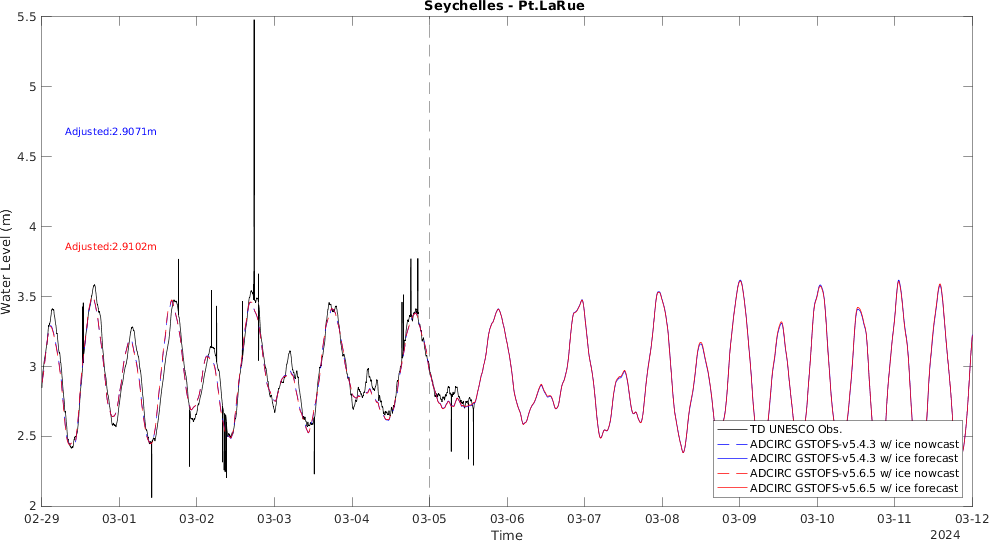 Seychelles - Pt.LaRue
5.5
5
4.5
4
3.5
3
2.5
2
Water Level (m)
Adjusted:2.9071m
Adjusted:2.9102m
TD UNESCO Obs.
ADCIRC GSTOFS-v5.4.3 w/ ice nowcast
ADCIRC GSTOFS-v5.4.3 w/ ice forecast
ADCIRC GSTOFS-v5.6.5 w/ ice nowcast
ADCIRC GSTOFS-v5.6.5 w/ ice forecast
02-29 03-01 03-02 03-03 03-04 03-05 03-06 03-07 03-08 03-09 03-10 03-11 03-12
Time
2024